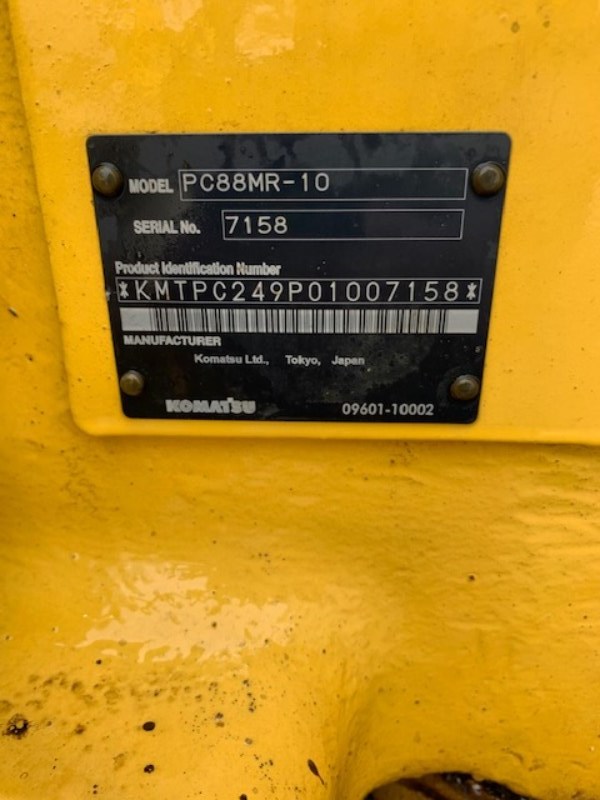 MODEL PC88MR-10
SERIAL No. 7158
Product Identification Number
*KMTPC249P01007158*
MANUFACTURER
Komatsu Ltd., Tokyo, Japan
KOMATSU 09601-10002